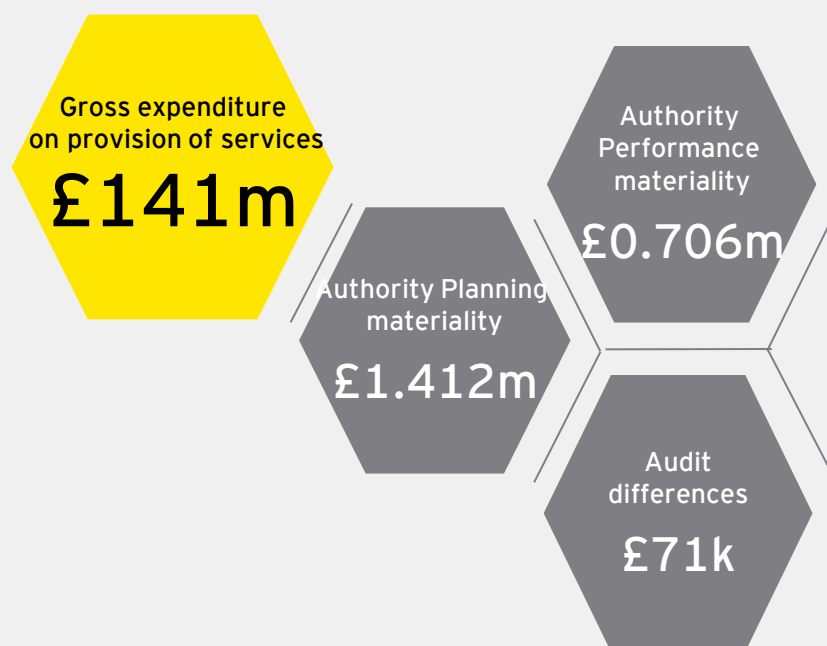 Gross expenditure
on provision of services
£141m
Authority Planning
materiality
£1.412m
Authority
Performance
materiality
£0.706m
Audit
differences
£71k